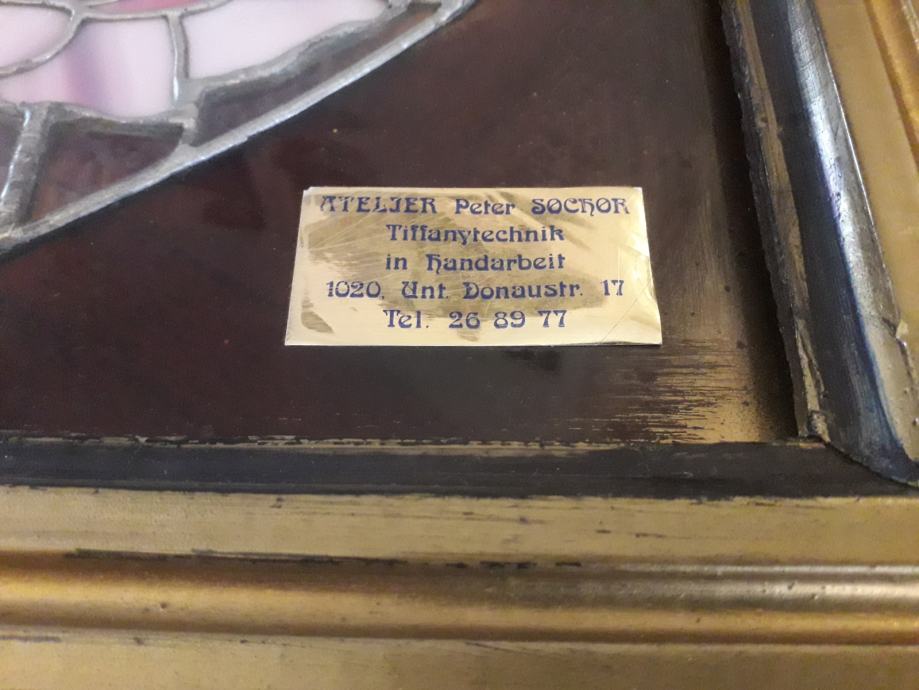 ATELIER Peter SOCHOR
Tiffanytechnik
in Handarbeit
1020, Unt. Donaustr. 17
Tel. 26 89 77